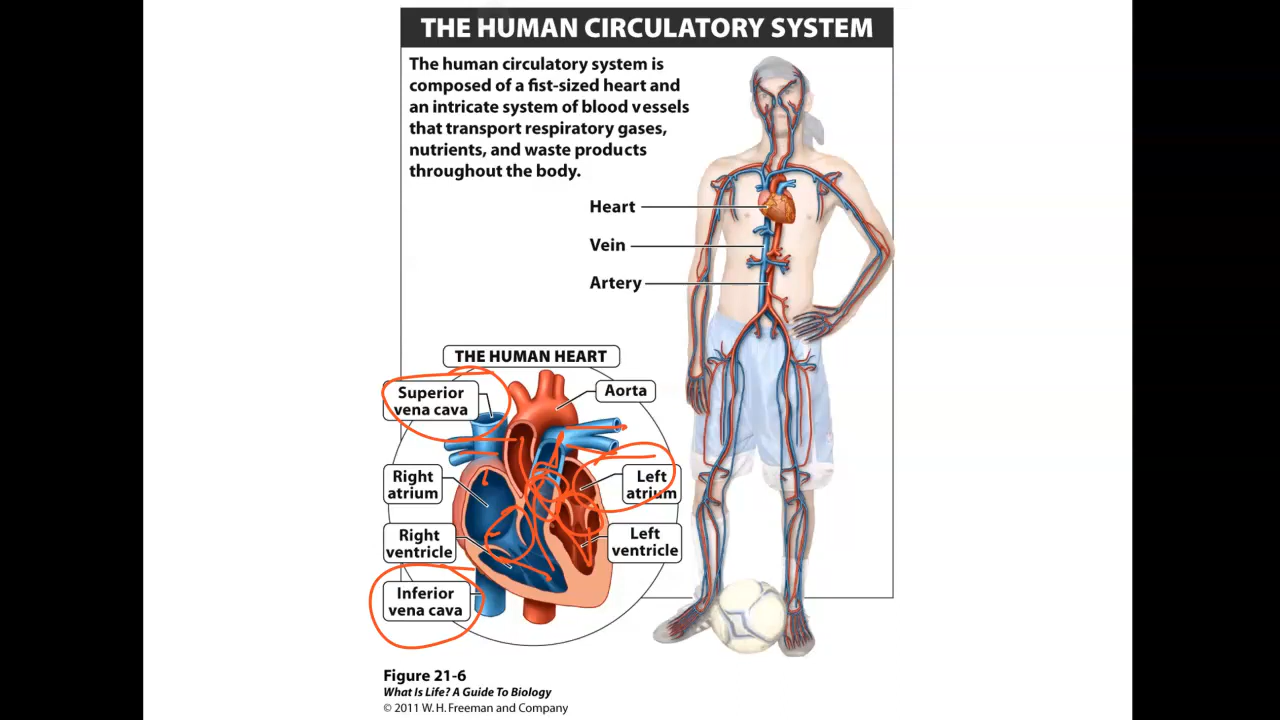 THE HUMAN CIRCULATORY SYSTEM
The human circulatory system is
composed of a fist-sized heart and
an intricate system of blood vessels
that transport respiratory gases,
nutrients, and waste products
throughout the body.
Heart
Vein
Artery
THE HUMAN HEART
Superior
vena cava
Aorta
Right
atrium
Left
atrium
Right
ventricle
Left
ventricle
Inferior
vena cava
Figure 21-6
What Is Life? A Guide To Biology
© 2011 W. H. Freeman and Company